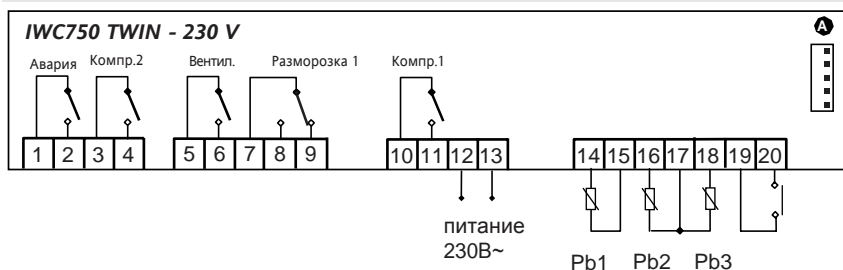 IWC750 TWIN - 230 V
A
Авария Компр.2 Вентил. Разморозка 1 Компр.1
1 2 3 4 5 6 7 8 9 10 11 12 13 14 15 16 17 18 19 20
питание
230В~
Pb1 Pb2 Pb3